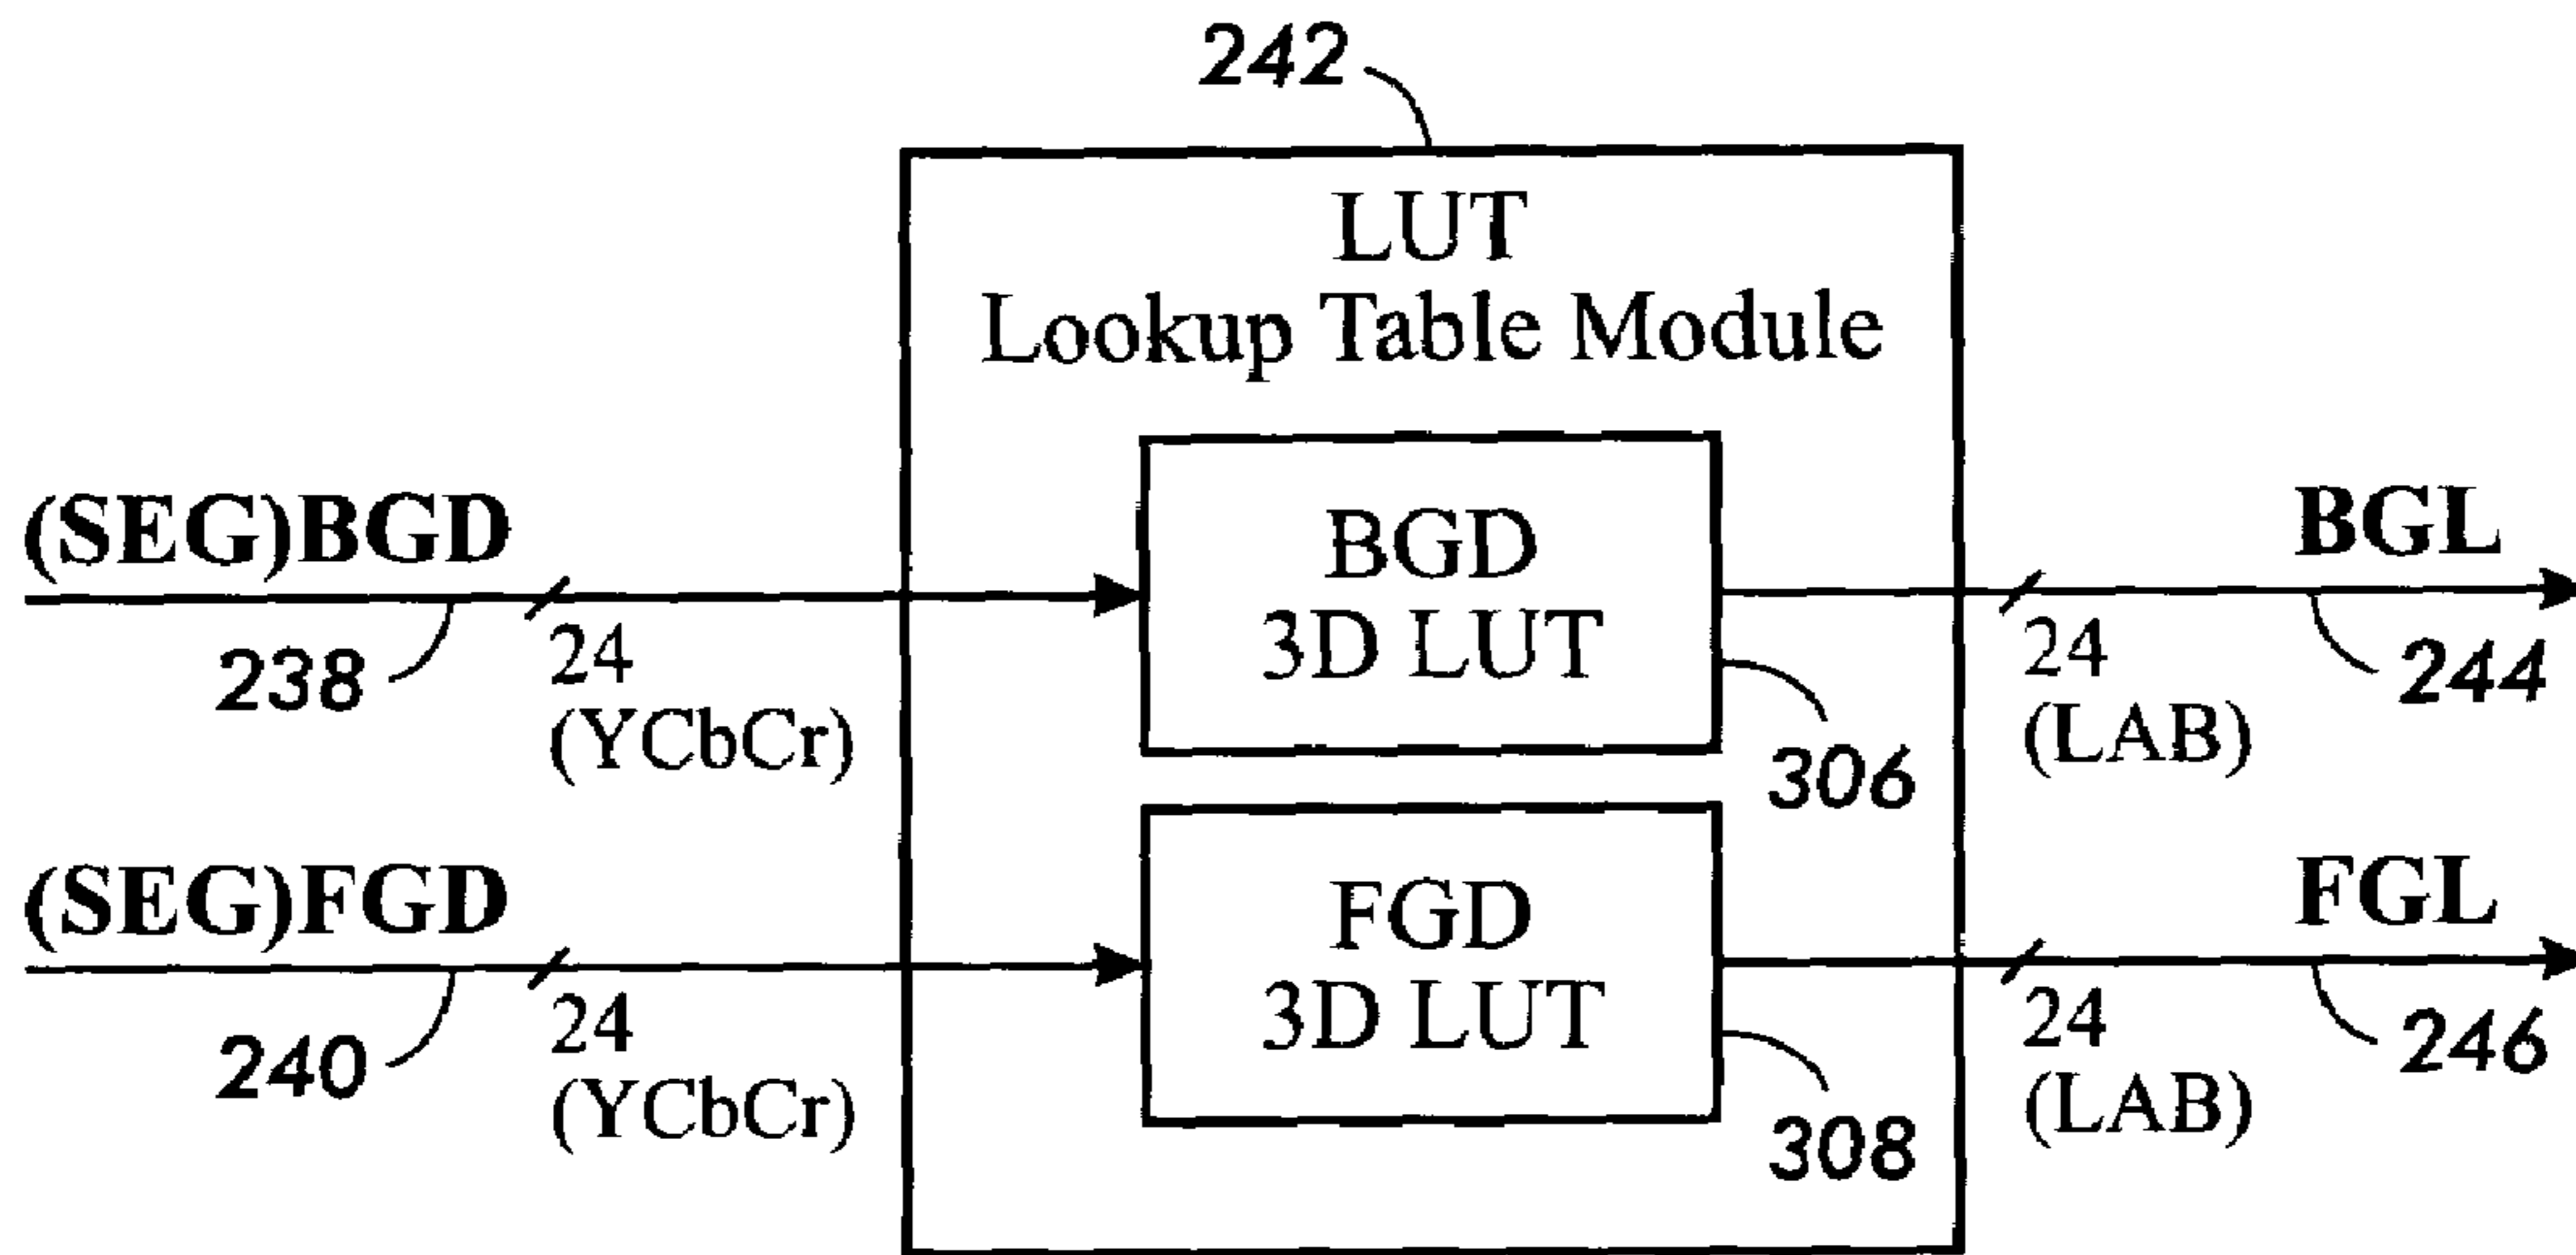 242
LUT
Lookup Table Module
(SEG)BGD
238
24
(YCbCr)
BGD
3D LUT
306
BGL
24
(LAB)
244
(SEG)FGD
240
24
(YCbCr)
FGD
3D LUT
308
FGL
24
(LAB)
246